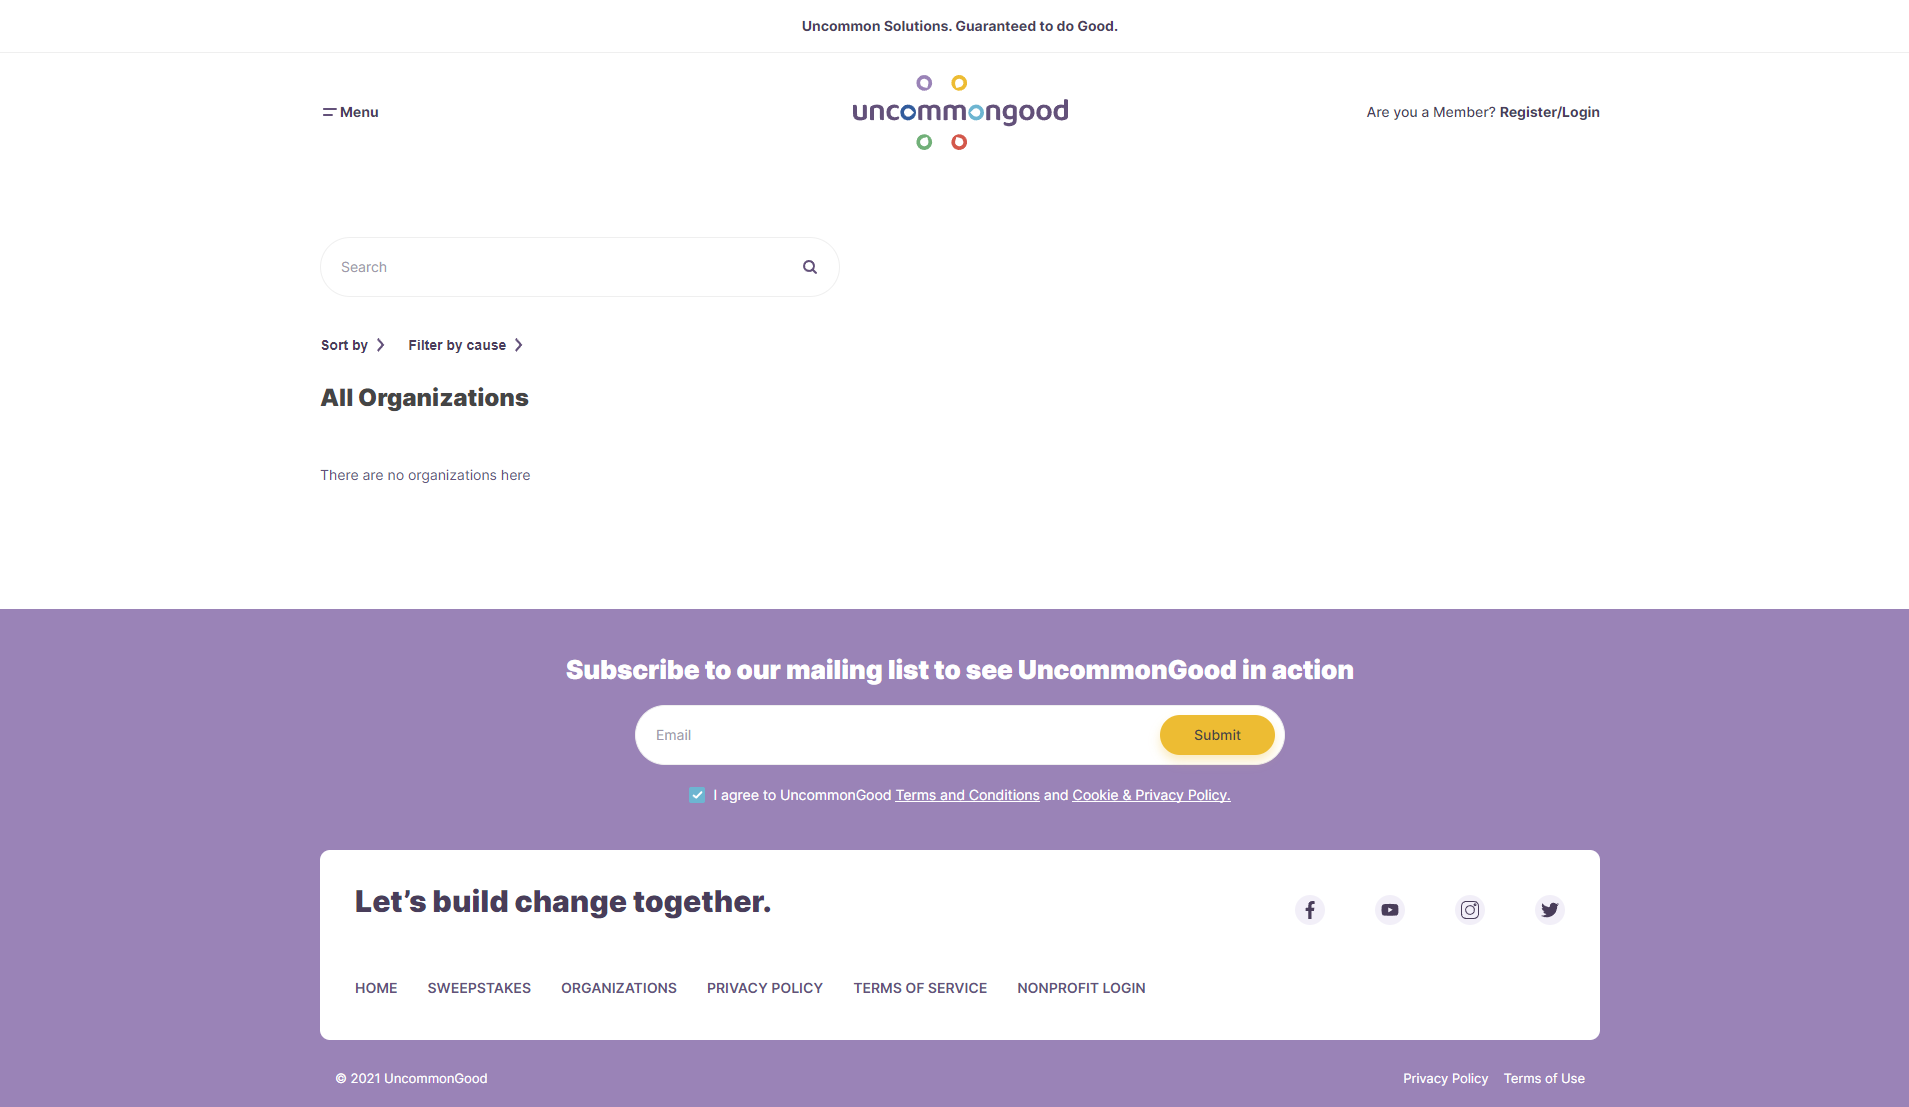 Uncommon Solutions. Guaranteed to do Good.
Menu
uncommongood
Are you a Member? Register/Login
Search
Sort by
Filter by cause
All Organizations
There are no organizations here
Subscribe to our mailing list to see UncommonGood in action
Email
Submit
I agree to UncommonGood Terms and Conditions and Cookie & Privacy Policy.
Let’s build change together.
HOME SWEEPSTAKES ORGANIZATIONS PRIVACY POLICY TERMS OF SERVICE NONPROFIT LOGIN
© 2021 UncommonGood
Privacy Policy Terms of Use